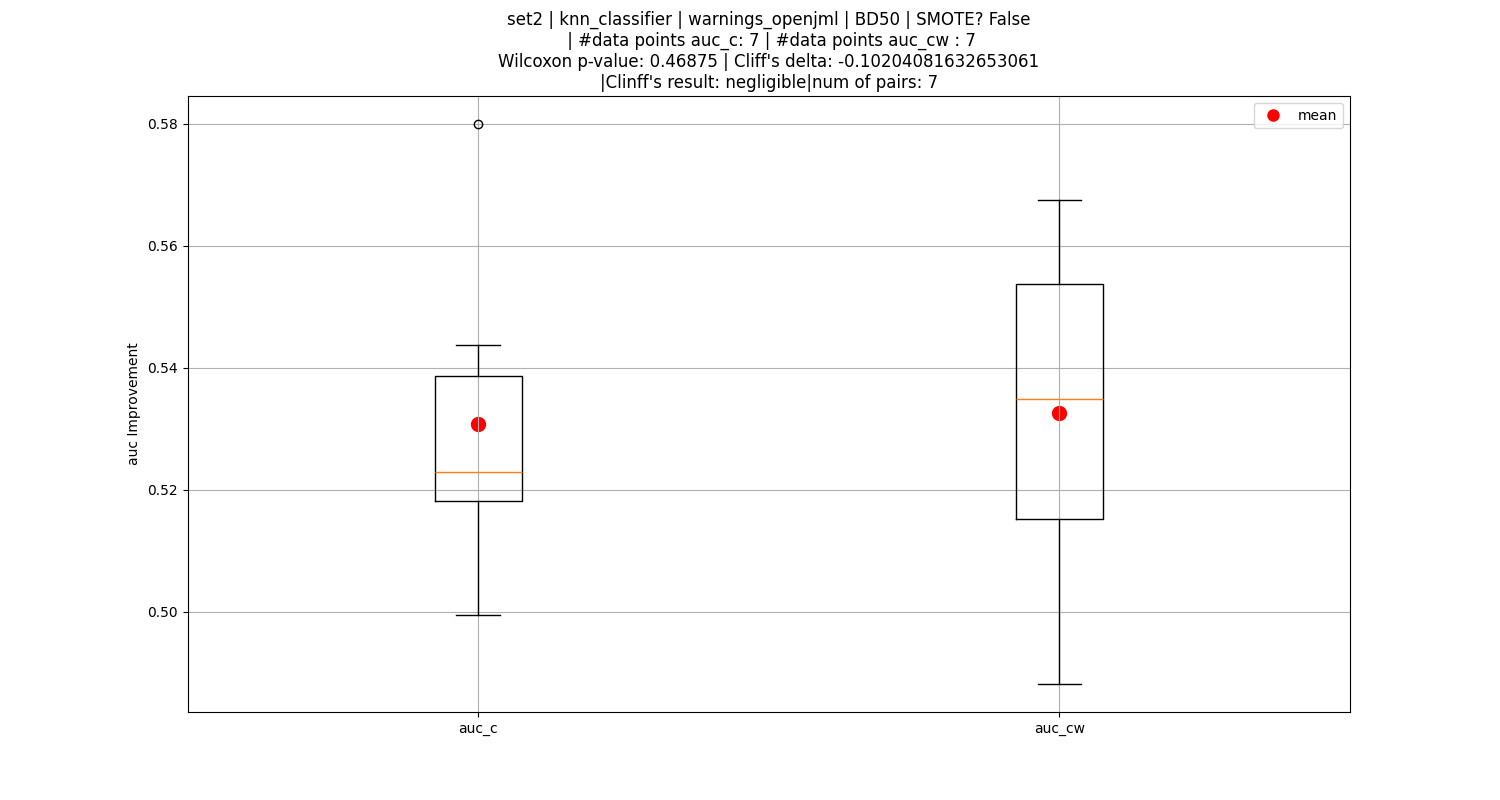 set2 | knn_classifier | warnings_openjml | BD50 | SMOTE? False
| #data points auc_c: 7 | #data points auc_cw : 7
Wilcoxon p-value: 0.46875 | Cliff's delta: -0.10204081632653061
|Clinff's result: negligible|num of pairs: 7
mean
0.58
0.56
0.54
0.52
0.50
auc Improvement
auc_c
auc_cw